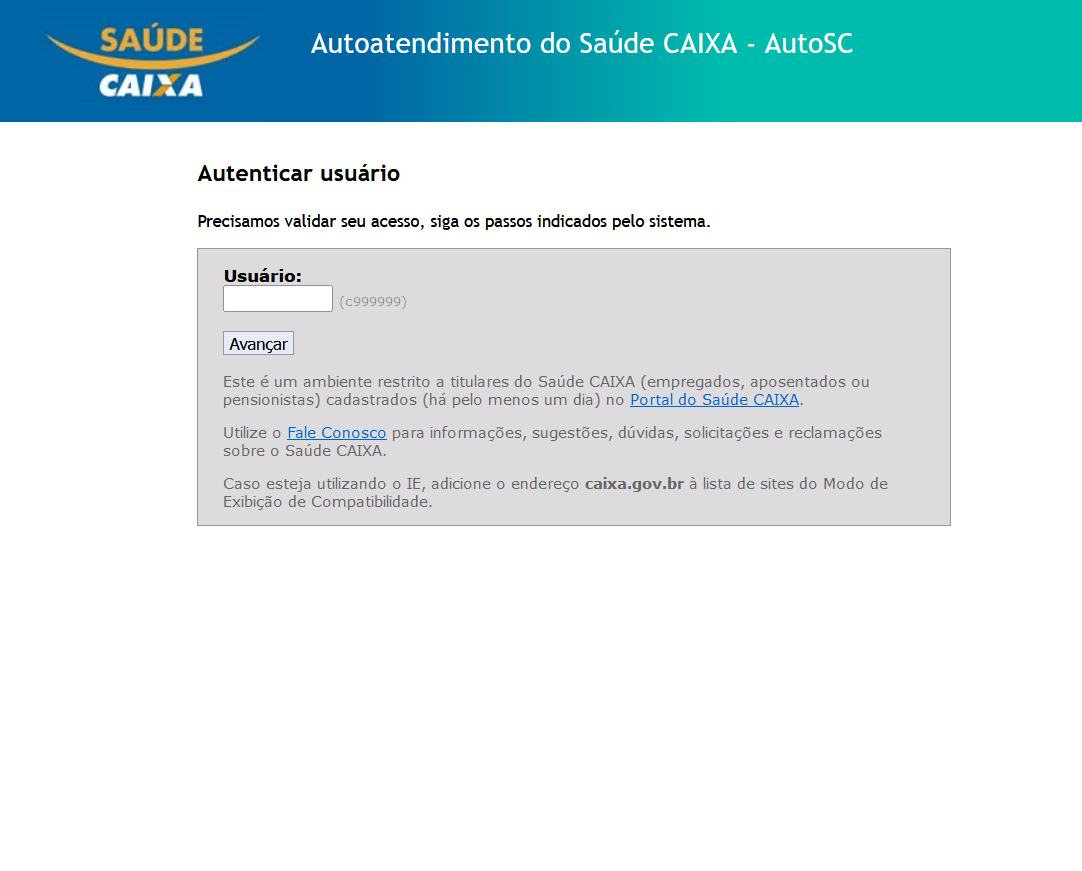 SAÚDE
CAIXA
Autoatendimento do Saúde CAIXA - AutoSC
Autenticar usuário
Precisamos validar seu acesso, siga os passos indicados pelo sistema.
Usuário:
(c999999)
Avançar
Este é um ambiente restrito a titulares do Saúde CAIXA (empregados, aposentados ou
pensionistas) cadastrados (há pelo menos um dia) no Portal do Saúde CAIXA.
Utilize o Fale Conosco para informações, sugestões, dúvidas, solicitações e reclamações
sobre o Saúde CAIXA.
Caso esteja utilizando o IE, adicione o endereço caixa.gov.br à lista de sites do Modo de
Exibição de Compatibilidade.